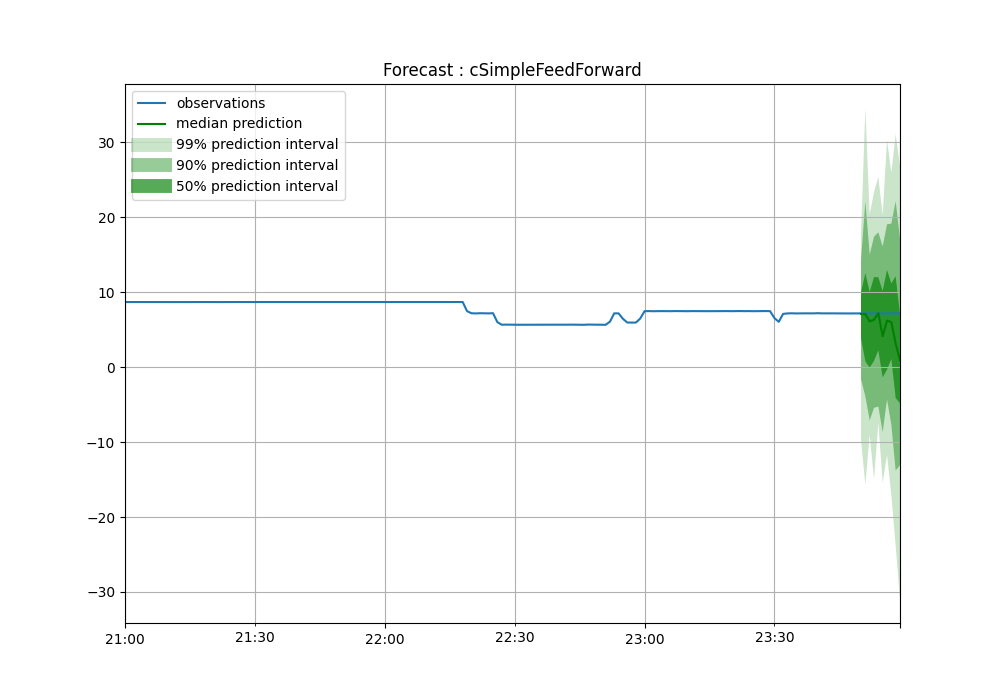 Forecast : cSimpleFeedForward
observations
median prediction
99% prediction interval
90% prediction interval
50% prediction interval
30
20
10
0
−10
−20
−30
21:00 21:30 22:00 22:30 23:00 23:30